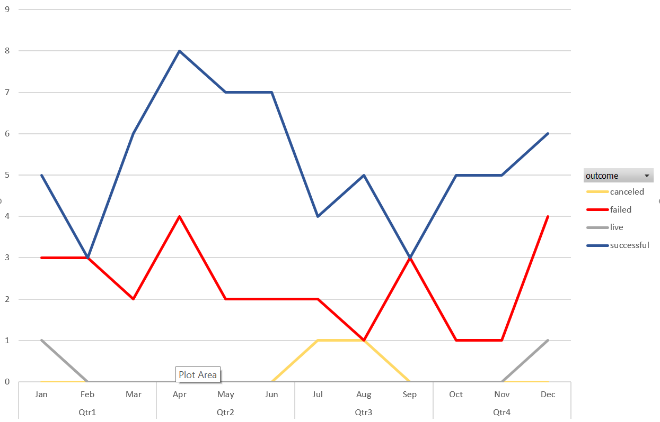 9
8
7
6
5
4
3
2
1
0
Plot Area
Jan Feb Mar Apr May Jun Jul Aug Sep Oct Nov Dec
Qtr1 Qtr2 Qtr3 Qtr4
outcome
canceled
failed
live
successful